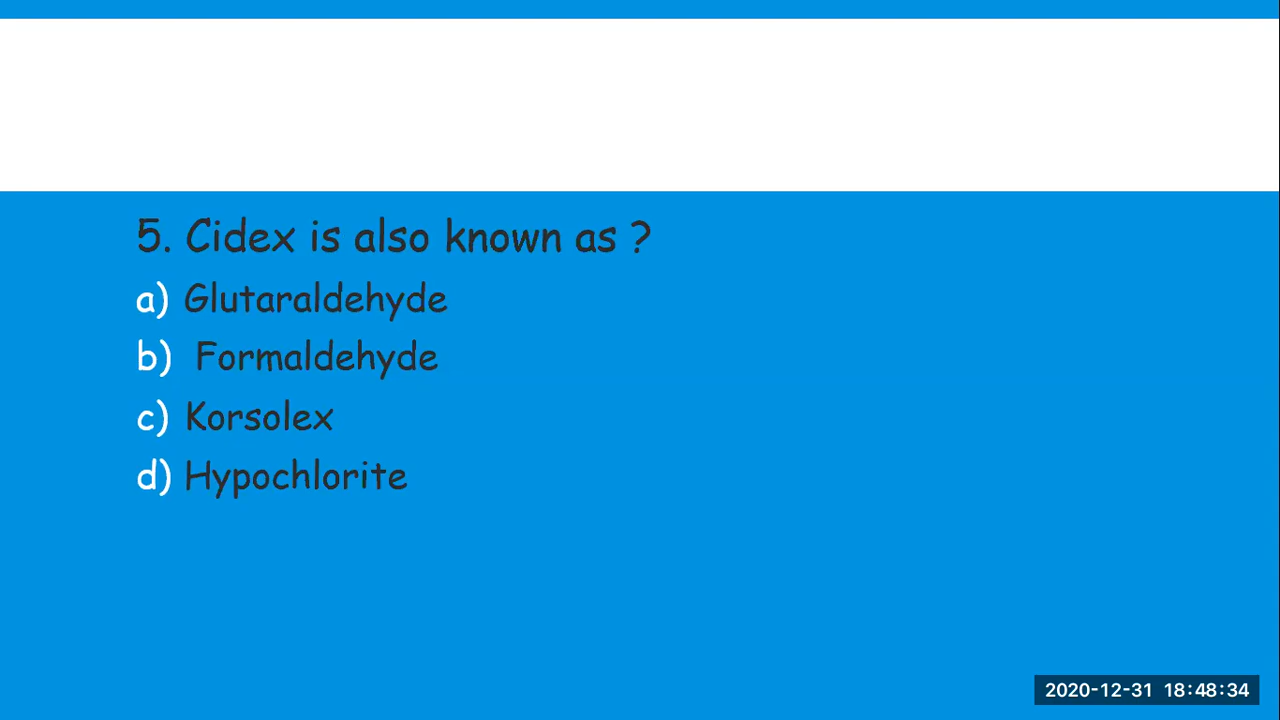 5. Cidex is also known as ?
a) Glutaraldehyde
b) Formaldehyde
c) Korsolex
d) Hypochlorite
2020-12-31 18:48:34